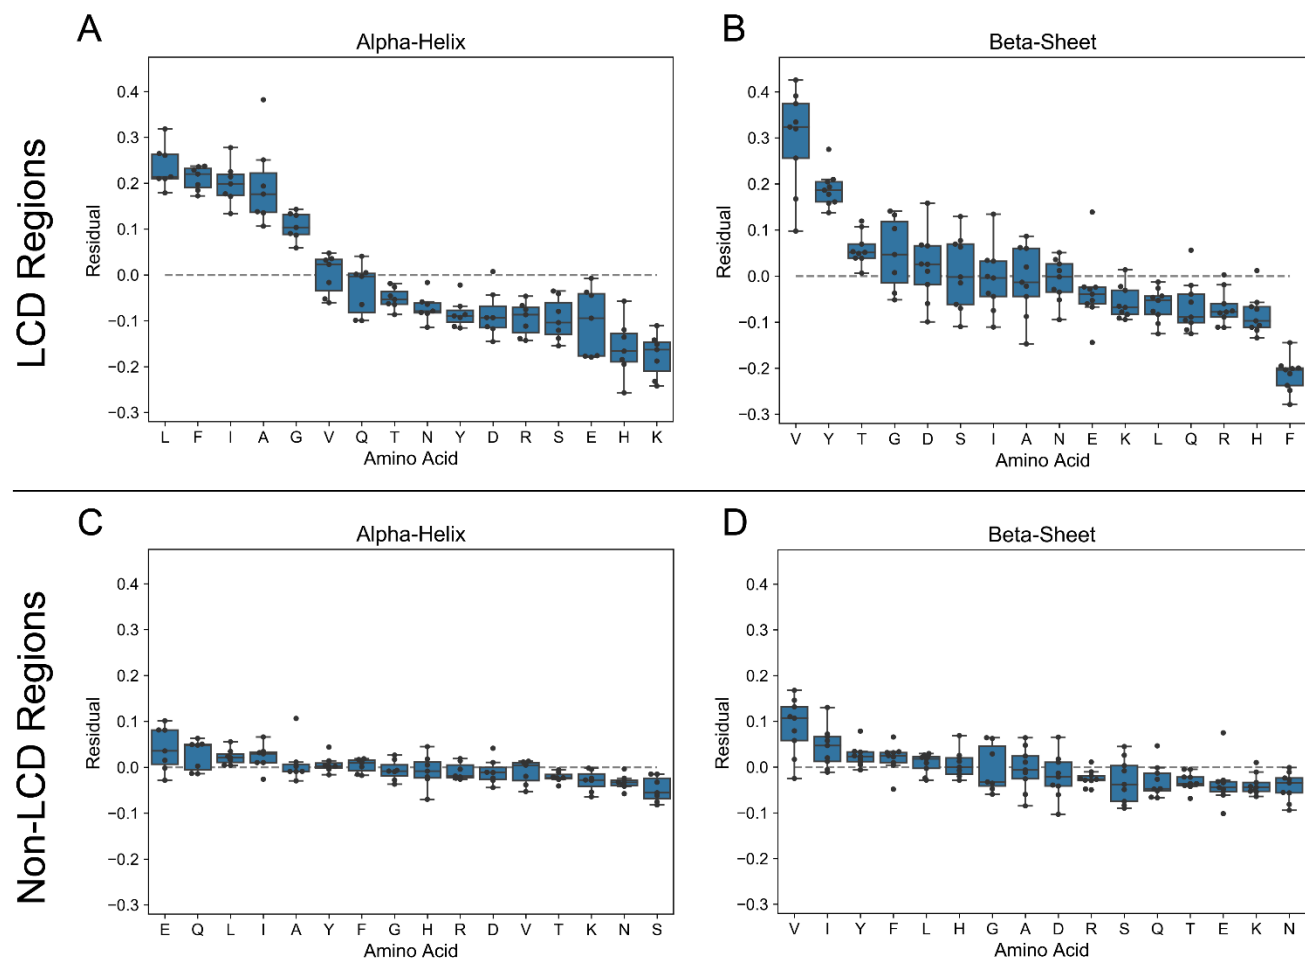 A
Alpha-Helix
LCD Regions
Residual
0.4
0.3
0.2
0.1
0.0
−0.1
−0.2
−0.3
L F I A G V Q T N Y D R S E H K
Amino Acid
B
Beta-Sheet
Residual
0.4
0.3
0.2
0.1
0.0
−0.1
−0.2
−0.3
V Y T G D S I A N E K L Q R H F
Amino Acid
C
Alpha-Helix
Non-LCD Regions
Residual
0.4
0.3
0.2
0.1
0.0
−0.1
−0.2
−0.3
E Q L I A Y F G H R D V T K N S
Amino Acid
D
Beta-Sheet
Residual
0.4
0.3
0.2
0.1
0.0
−0.1
−0.2
−0.3
V I Y F L H G A D R S Q T E K N
Amino Acid